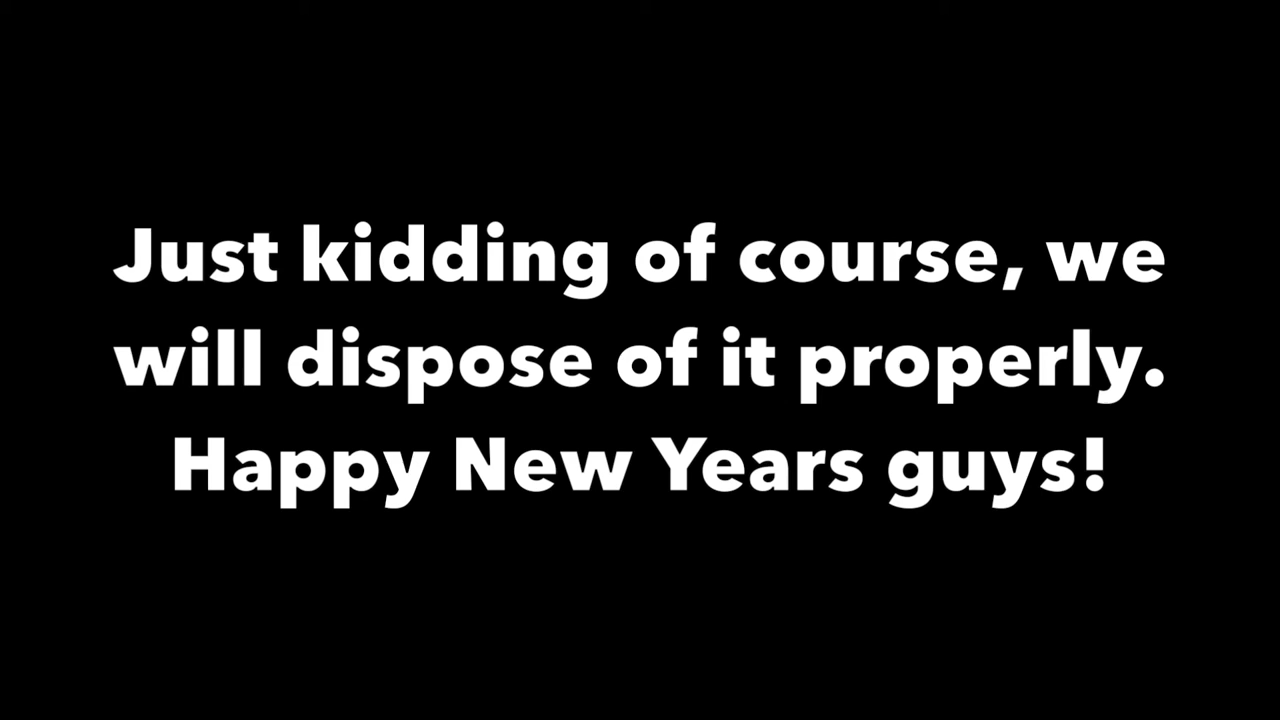 Just kidding of course, we
will dispose of it properly.
Happy New Years guys!